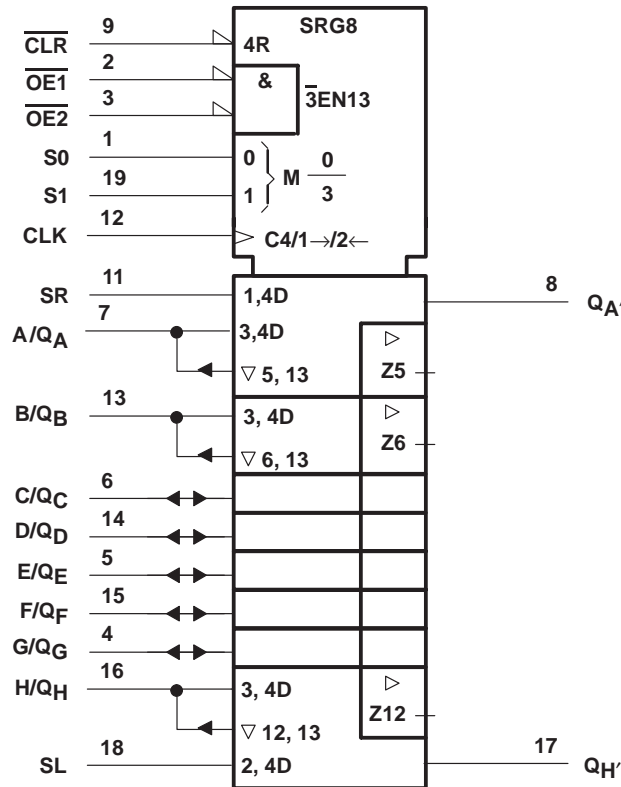 SRG8
CLR 9 4R
OE1 2 &
OE2 3 3EN13
S0 1 0
M 0/3
S1 19 1
CLK 12 C4/1 →/2←
SR 11 1,4D 8 QA′
A/QA 7 3,4D ▷
▽ 5, 13 Z5
B/QB 13 3, 4D ▷
▽ 6, 13 Z6
C/QC 6
D/QD 14
E/QE 5
F/QF 15
G/QG 4
H/QH 16 3, 4D ▷
▽ 12, 13 Z12
SL 18 2, 4D 17 QH′